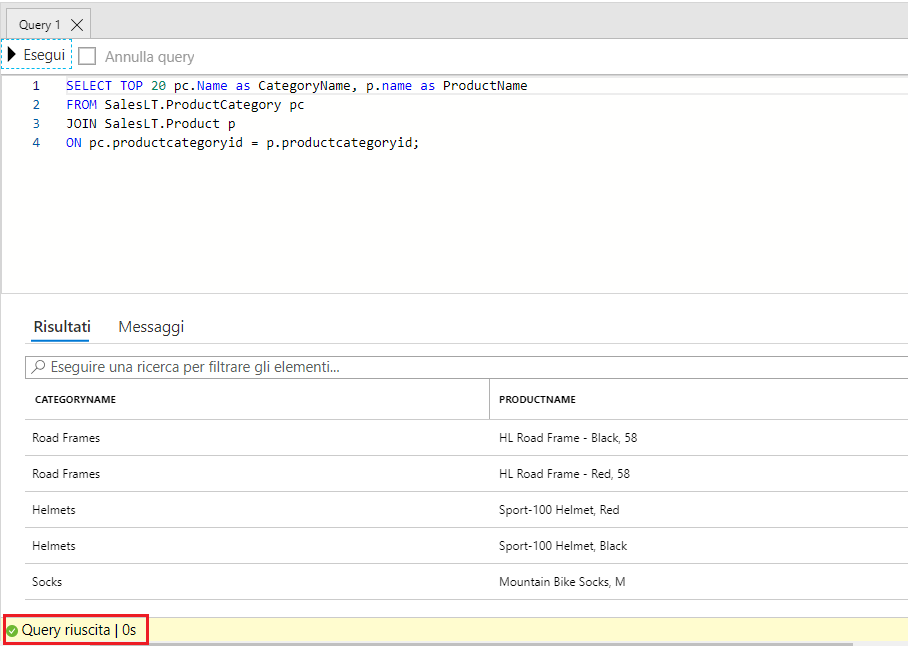 Query 1
Esegui Annulla query
1 SELECT TOP 20 pc.Name as CategoryName, p.name as ProductName
2 FROM SalesLT.ProductCategory pc
3 JOIN SalesLT.Product p
4 ON pc.productcategoryid = p.productcategoryid;
Risultati Messaggi
Eseguire una ricerca per filtrare gli elementi...
CATEGORYNAME PRODUCTNAME
Road Frames HL Road Frame - Black, 58
Road Frames HL Road Frame - Red, 58
Helmets Sport-100 Helmet, Red
Helmets Sport-100 Helmet, Black
Socks Mountain Bike Socks, M
Query riuscita | 0s